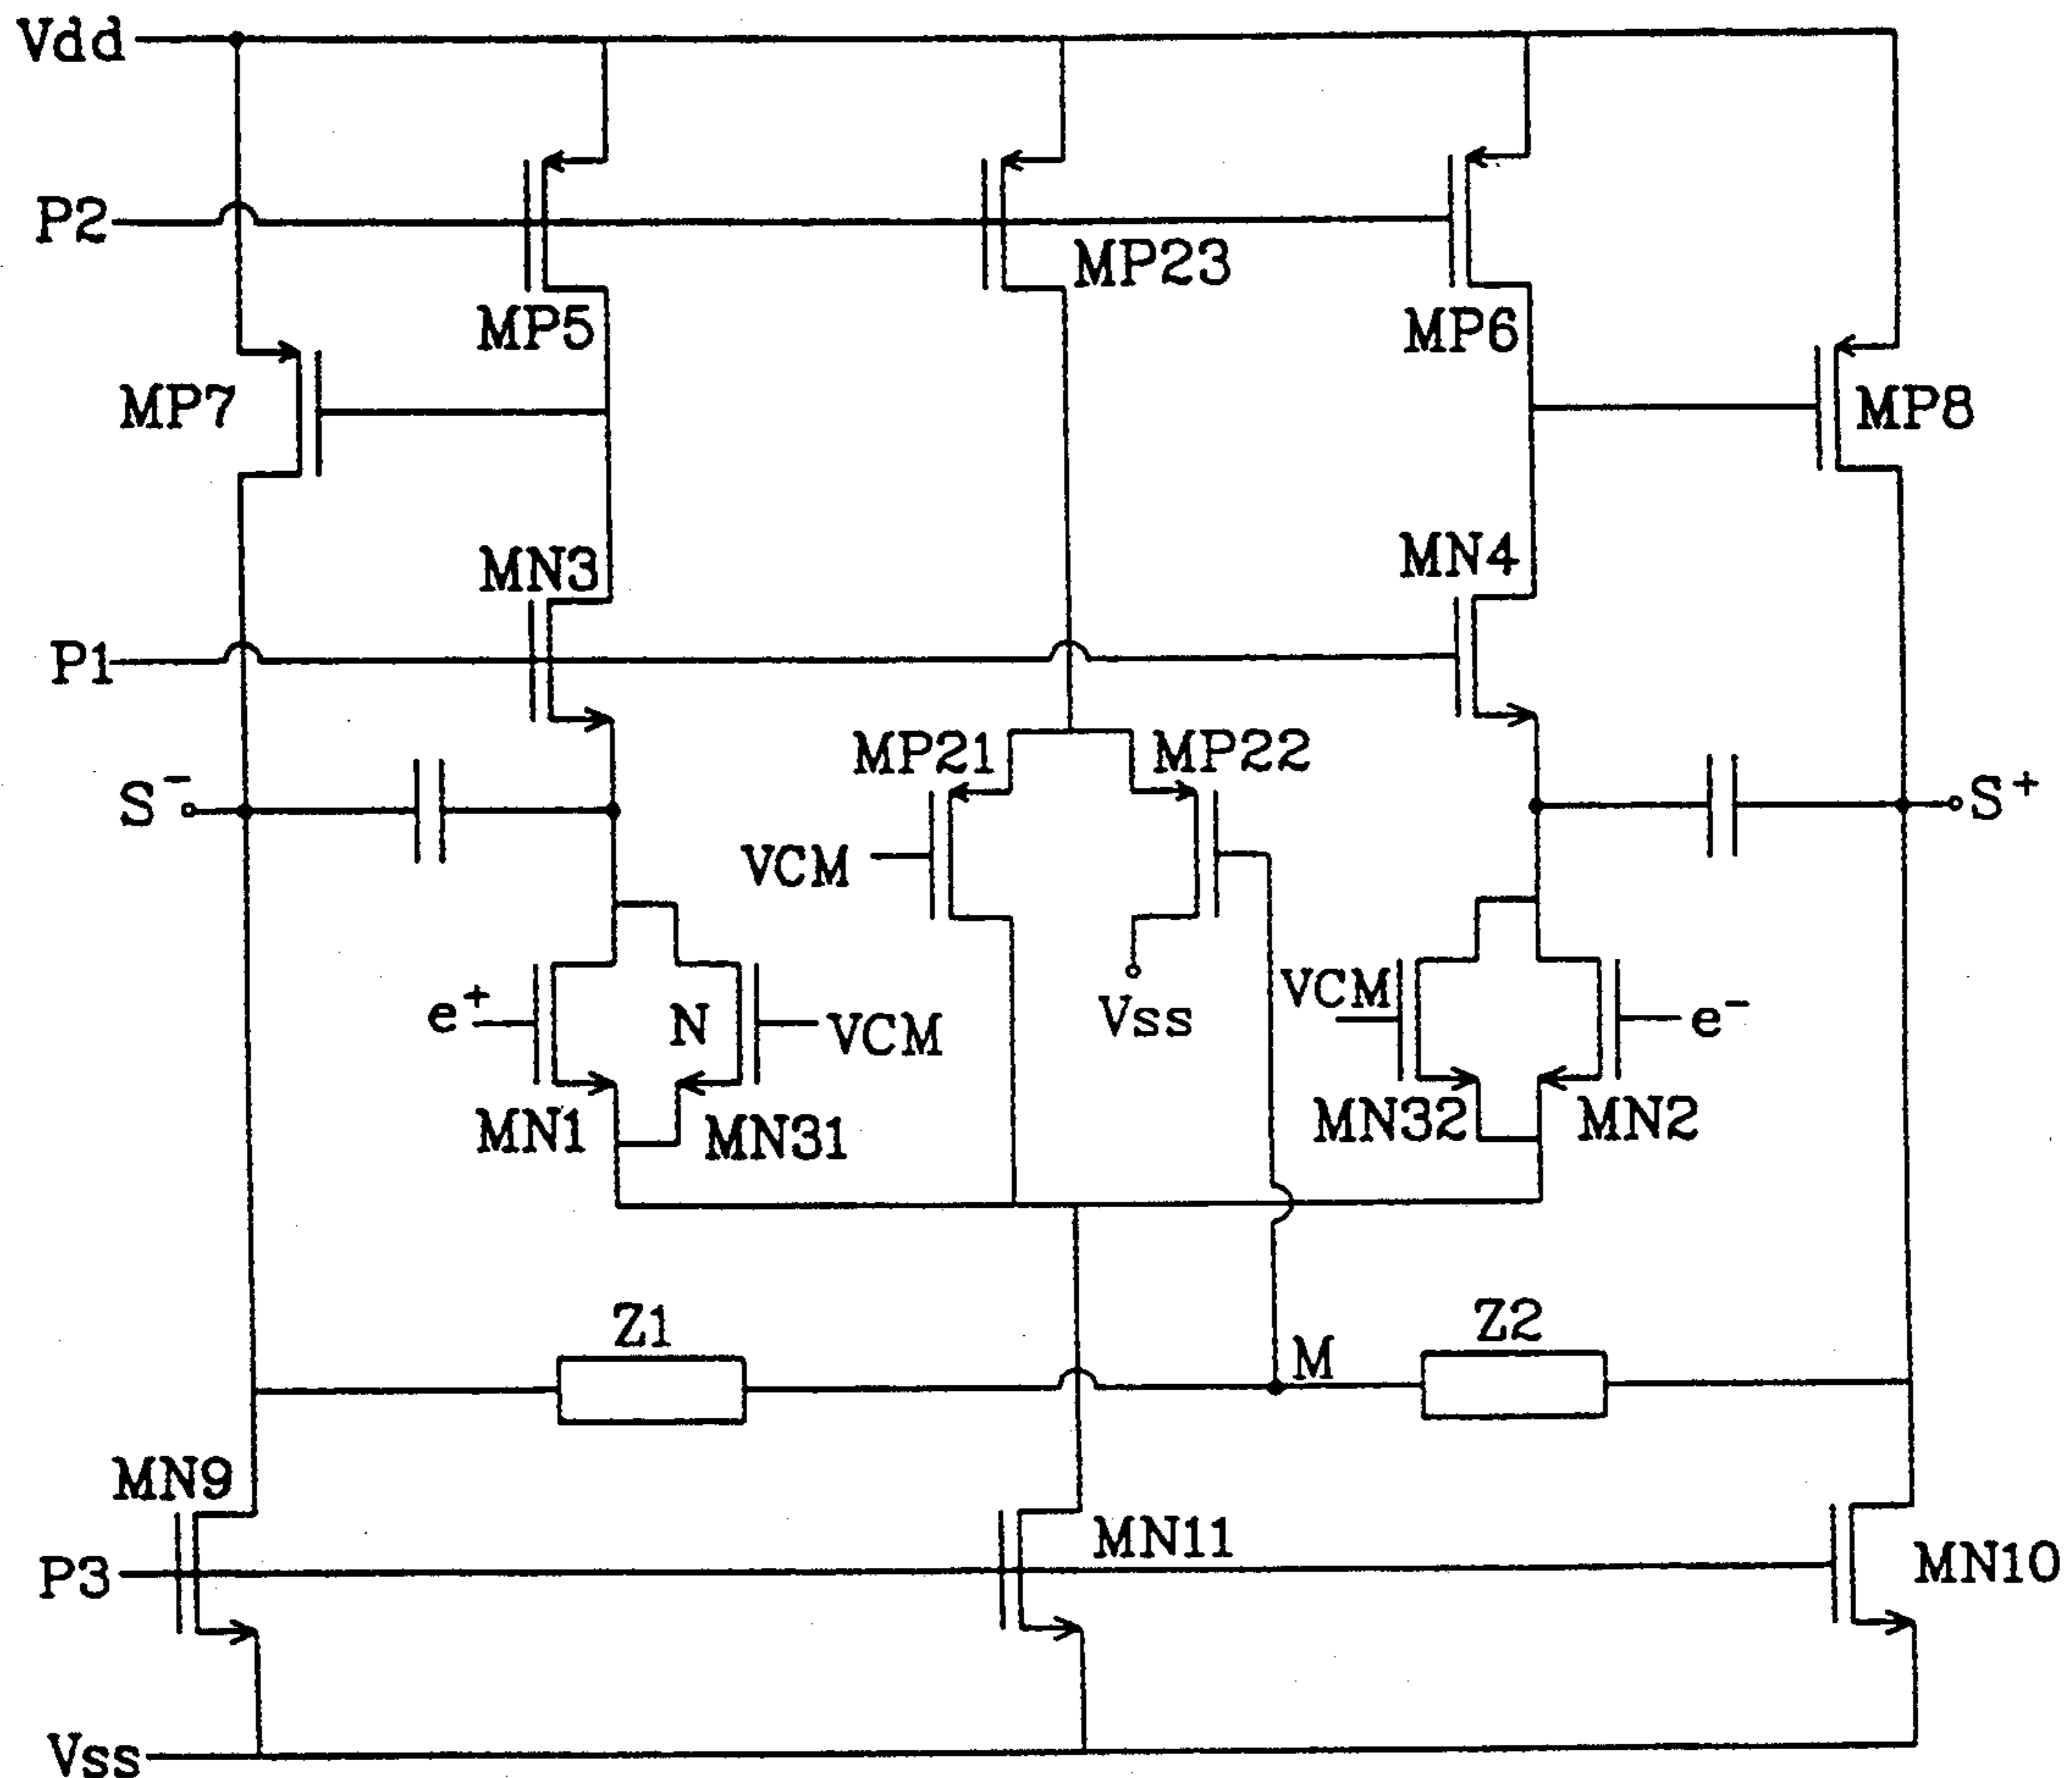 Vdd
P2
MP5
MP23
MP6
MP7
MP8
MN3
MN4
P1
MP21
MP22
S⁻
S⁺
VCM
e⁺
N
VCM
Vss
VCM
e⁻
MN1
MN31
MN32
MN2
Z1
M
Z2
MN9
MN11
P3
MN10
Vss